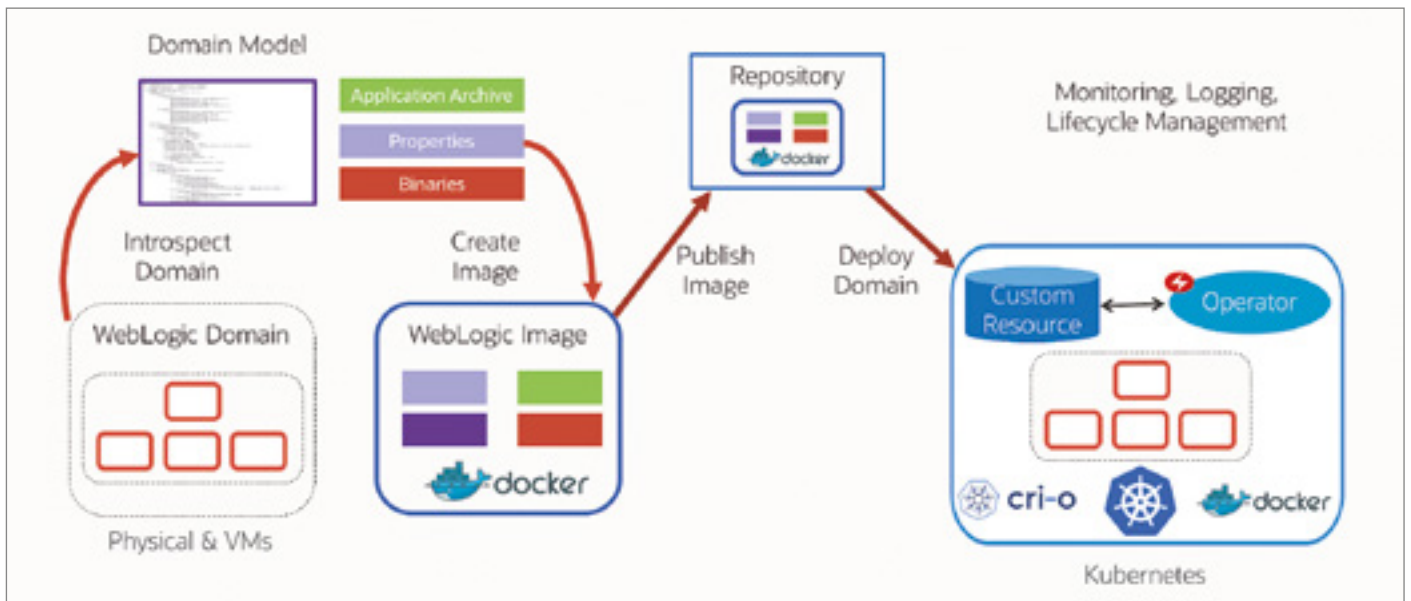 Domain Model
Application Archive
Properties
Binaries
Introspect
Domain
Create
Image
WebLogic Domain
Physical & VMs
WebLogic Image
docker
Repository
docker
Publish
Image
Deploy
Domain
Monitoring, Logging,
Lifecycle Management
Custom
Resource
Operator
cri-o
docker
Kubernetes